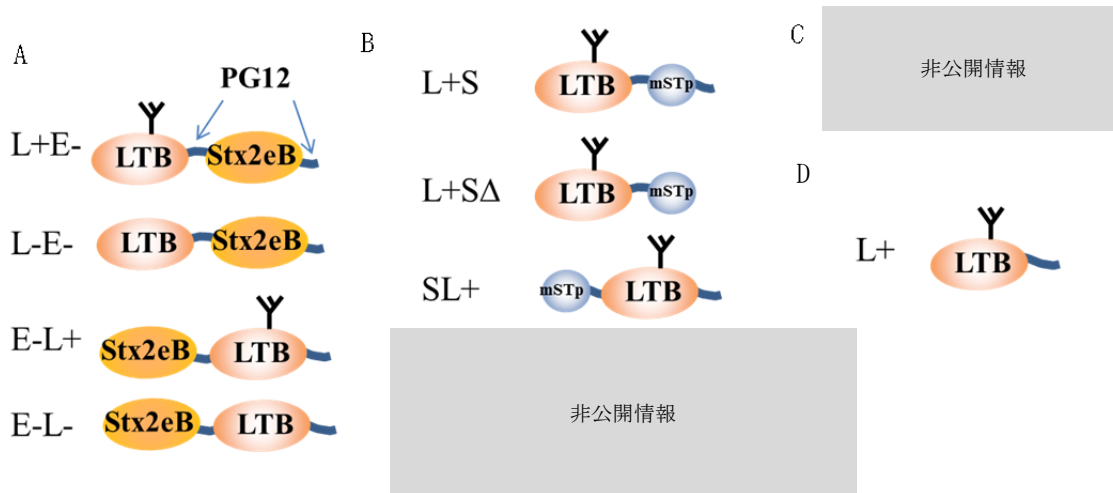 A
PG12
L+E-
LTB
Stx2eB
L-E-
LTB
Stx2eB
E-L+
Stx2eB
LTB
E-L-
Stx2eB
LTB
B
L+S
LTB
mSTp
L+SΔ
LTB
mSTp
SL+
mSTp
LTB
非公開情報
C
非公開情報
D
L+
LTB